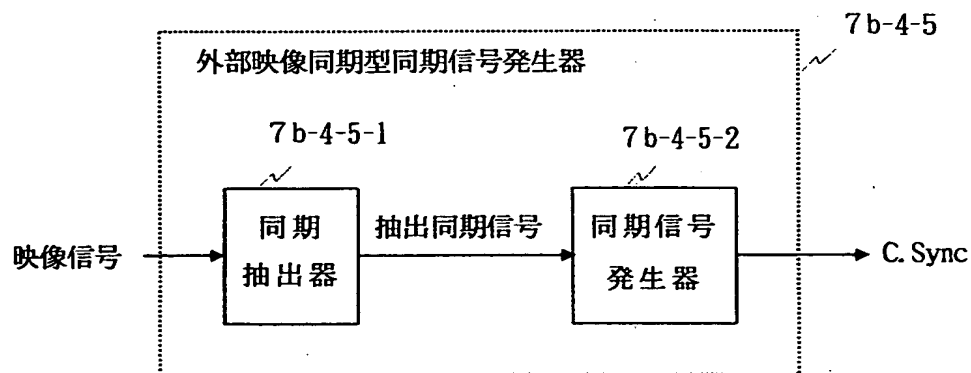 7b-4-5
外部映像同期型同期信号発生器
7b-4-5-1
7b-4-5-2
映像信号
同期
抽出器
抽出同期信号
同期信号
発生器
C. Sync